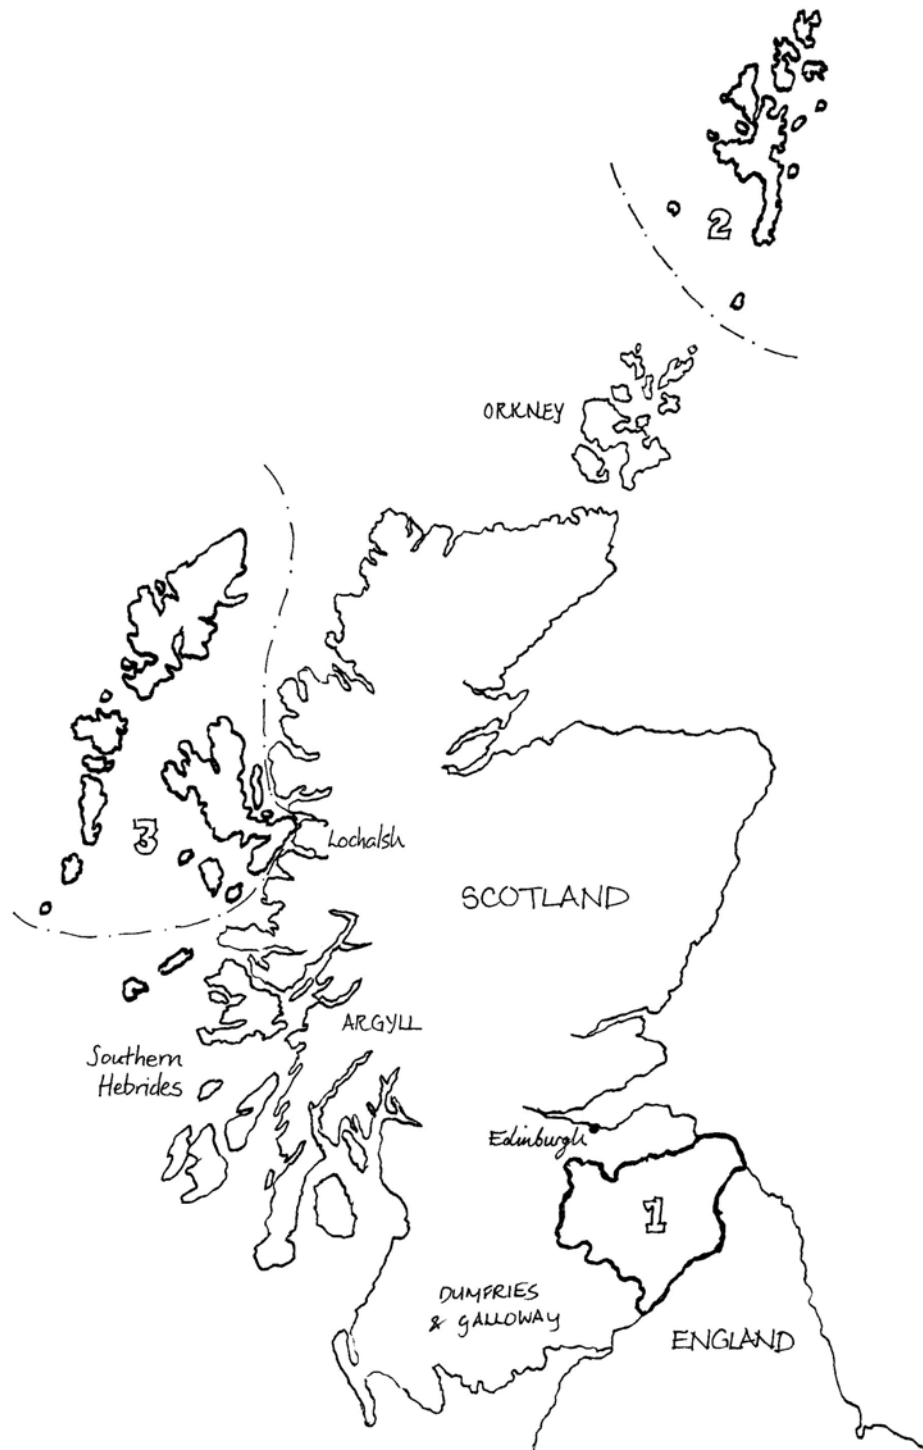 2
ORKNEY
3
Lochalsh
SCOTLAND
ARGYLL
Southern
Hebrides
Edinburgh
1
DUMFRIES
& GALLOWAY
ENGLAND